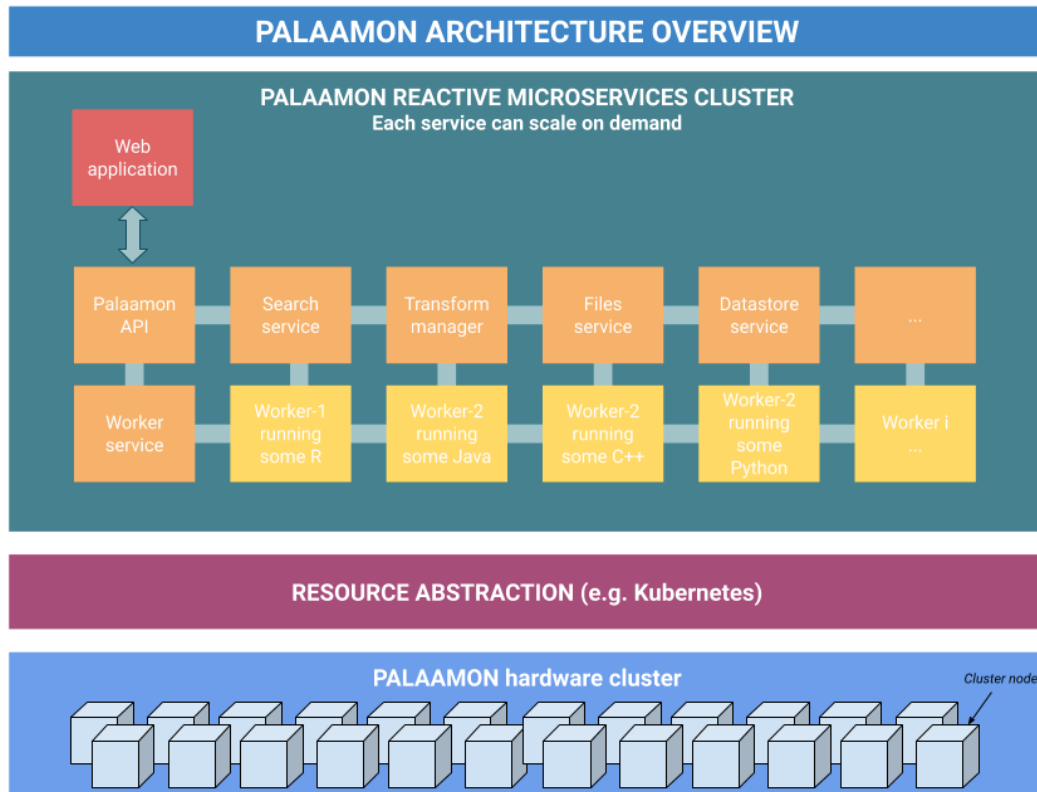 PALAAMON ARCHITECTURE OVERVIEW
PALAAMON REACTIVE MICROSERVICES CLUSTER
Each service can scale on demand
Web
application
Palaamon
API
Search
service
Transform
manager
Files
service
Datastore
service
...
Worker
service
Worker-1
running
some R
Worker-2
running
some Java
Worker-2
running
some C++
Worker-2
running
some
Python
Worker i
...
RESOURCE ABSTRACTION (e.g. Kubernetes)
PALAAMON hardware cluster
Cluster node